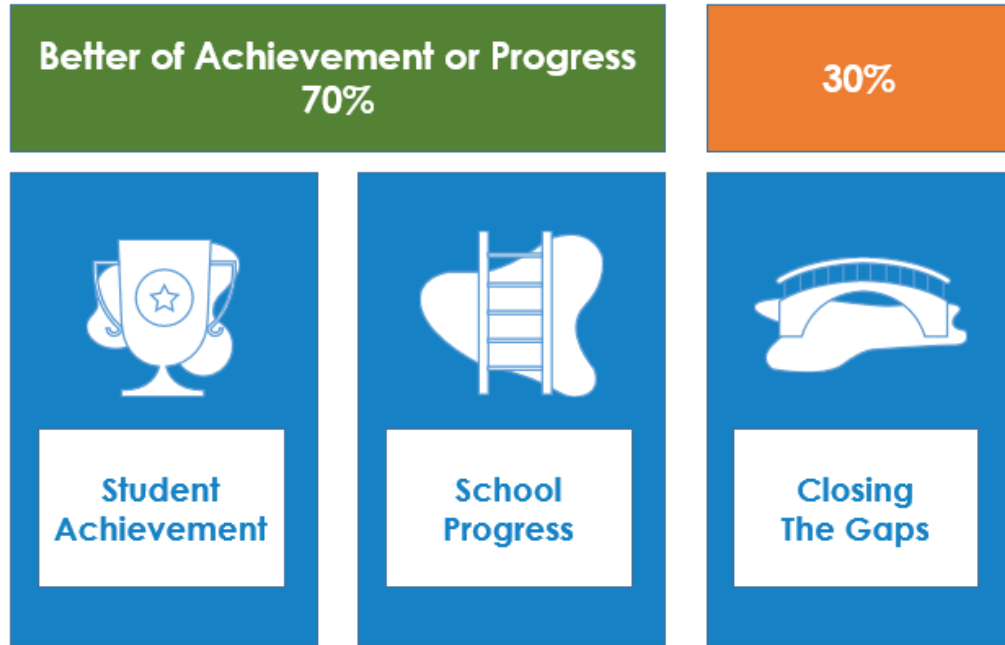 Better of Achievement or Progress
70%
30%
Student
Achievement
School
Progress
Closing
The Gaps